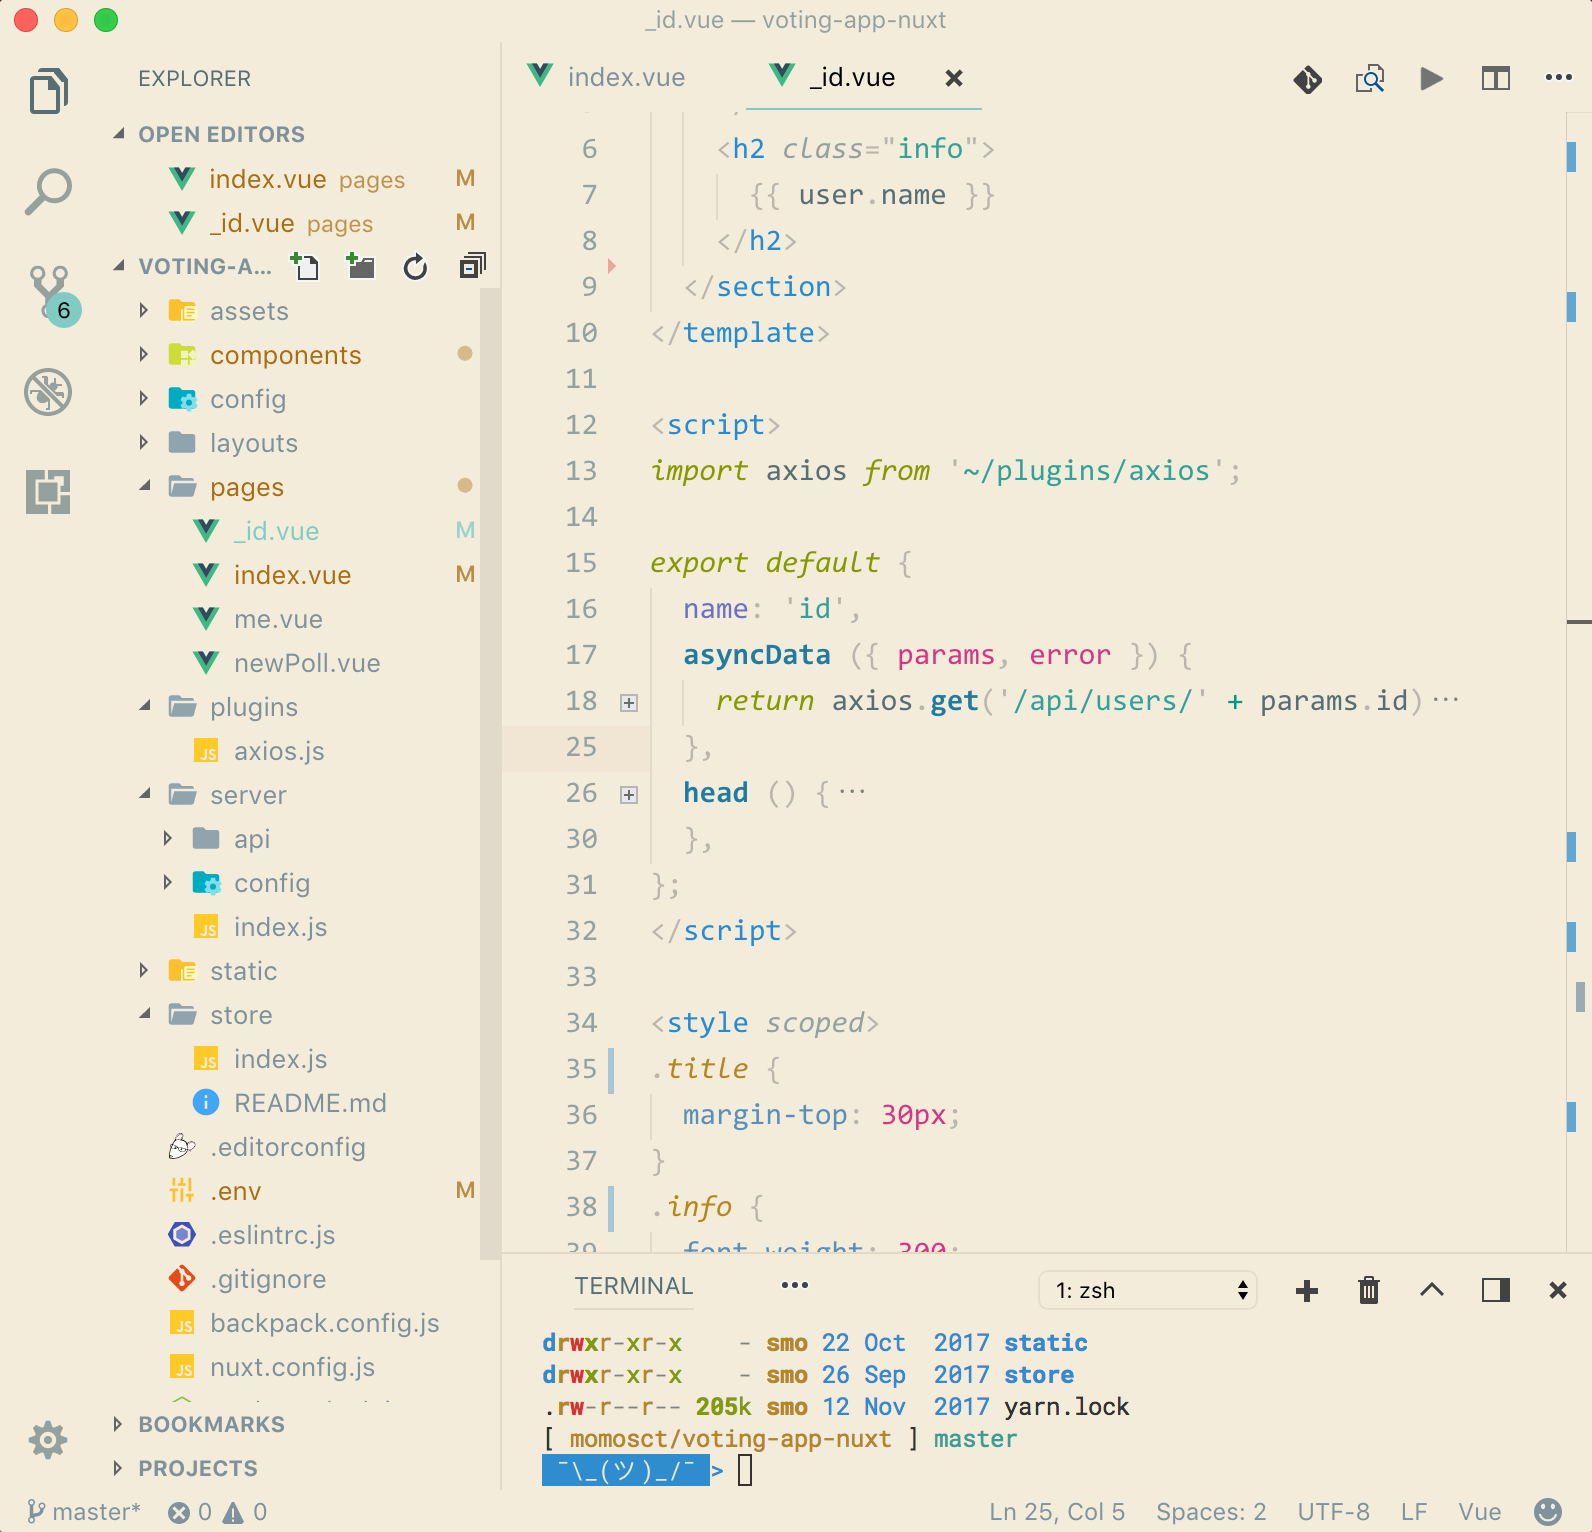 _id.vue — voting-app-nuxt
EXPLORER
OPEN EDITORS
index.vue pages M
_id.vue pages M
VOTING-A...
6
assets
components
config
layouts
pages
_id.vue M
index.vue M
me.vue
newPoll.vue
plugins
JS axios.js
server
api
config
JS index.js
static
store
JS index.js
README.md
.editorconfig
.env M
.eslintrc.js
.gitignore
JS backpack.config.js
JS nuxt.config.js
BOOKMARKS
PROJECTS
index.vue _id.vue
6 <h2 class="info">
7 {{ user.name }}
8 </h2>
9 </section>
10 </template>
11
12 <script>
13 import axios from '~/plugins/axios';
14
15 export default {
16 name: 'id',
17 asyncData ({ params, error }) {
18 return axios.get('/api/users/' + params.id)···
25 },
26 head () {···
30 },
31 };
32 </script>
33
34 <style scoped>
35 .title {
36 margin-top: 30px;
37 }
38 .info {
39 font-weight: 300;
TERMINAL ••• 1: zsh
drwxr-xr-x - smo 22 Oct 2017 static
drwxr-xr-x - smo 26 Sep 2017 store
.rw-r--r-- 205k smo 12 Nov 2017 yarn.lock
[ momosct/voting-app-nuxt ] master
¯\_(ツ)_/¯ >
master* 0 0 Ln 25, Col 5 Spaces: 2 UTF-8 LF Vue